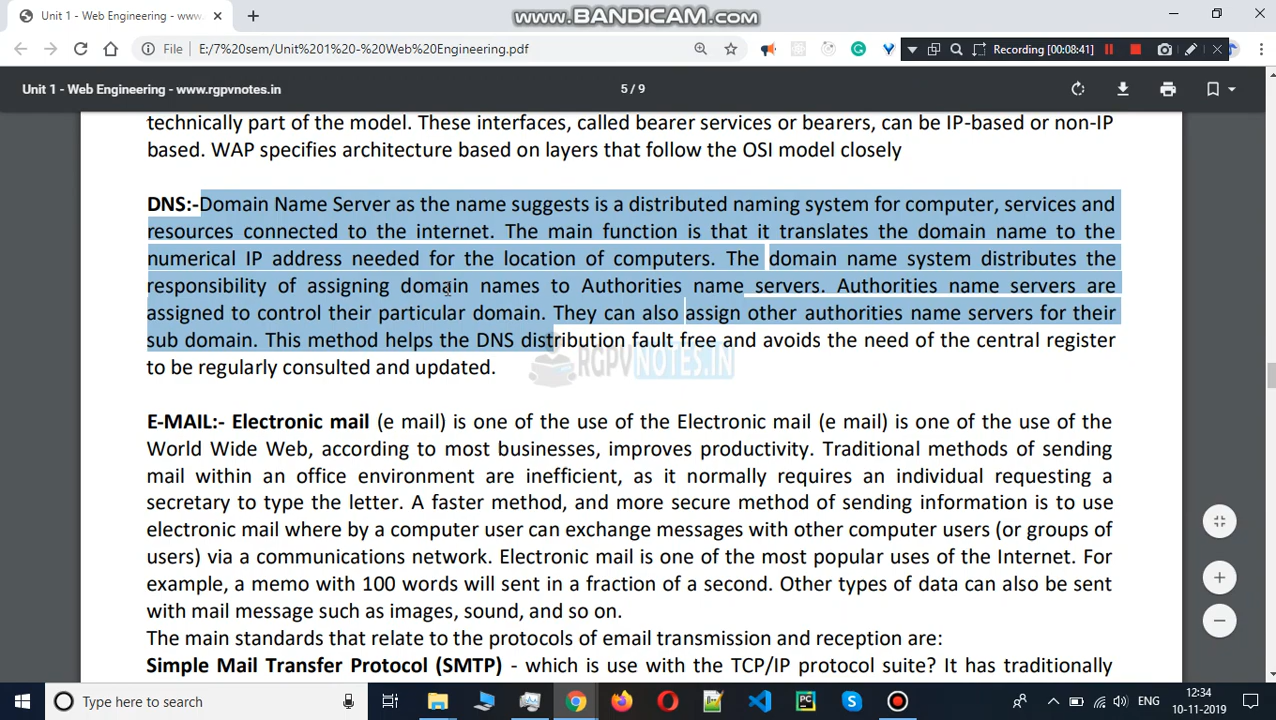 Unit 1 - Web Engineering - www.
www.BANDICAM.com
File
E:/7%20sem/Unit%201%20-%20Web%20Engineering.pdf
Recording [00:08:41]
Unit 1 - Web Engineering - www.rgpvnotes.in
5 / 9
technically part of the model. These interfaces, called bearer services or bearers, can be IP-based or non-IP
based. WAP specifies architecture based on layers that follow the OSI model closely
DNS:-Domain Name Server as the name suggests is a distributed naming system for computer, services and
resources connected to the internet. The main function is that it translates the domain name to the
numerical IP address needed for the location of computers. The domain name system distributes the
responsibility of assigning domain names to Authorities name servers. Authorities name servers are
assigned to control their particular domain. They can also assign other authorities name servers for their
sub domain. This method helps the DNS distribution fault free and avoids the need of the central register
to be regularly consulted and updated.
RGPVNOTES.IN
E-MAIL:- Electronic mail (e mail) is one of the use of the Electronic mail (e mail) is one of the use of the
World Wide Web, according to most businesses, improves productivity. Traditional methods of sending
mail within an office environment are inefficient, as it normally requires an individual requesting a
secretary to type the letter. A faster method, and more secure method of sending information is to use
electronic mail where by a computer user can exchange messages with other computer users (or groups of
users) via a communications network. Electronic mail is one of the most popular uses of the Internet. For
example, a memo with 100 words will sent in a fraction of a second. Other types of data can also be sent
with mail message such as images, sound, and so on.
The main standards that relate to the protocols of email transmission and reception are:
Simple Mail Transfer Protocol (SMTP) - which is use with the TCP/IP protocol suite? It has traditionally
Type here to search
ENG
12:34
10-11-2019